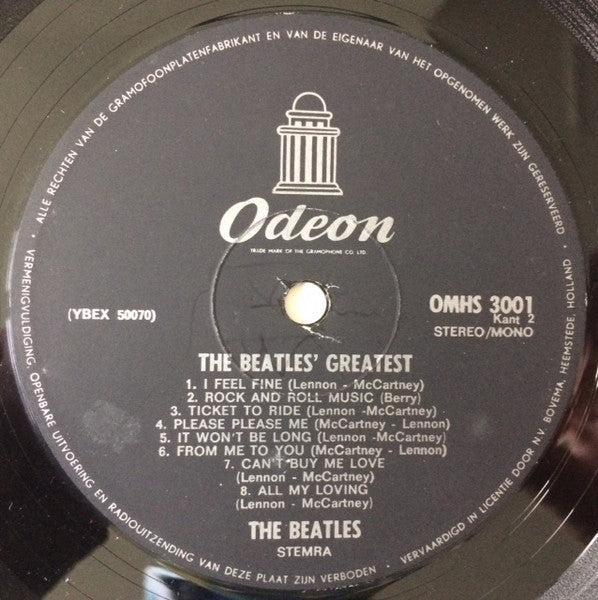 ALLE RECHTEN VAN DE GRAMOFOONPLATENFABRIKANT EN VAN DE EIGENAAR VAN HET OPGENOMEN WERK ZIJN GERESERVEERD
Odeon
TRADE MARK OF THE GRAMOPHONE CO. LTD.
(YBEX 50070)
OMHS 3001
Kant 2
STEREO/MONO
THE BEATLES' GREATEST
1. I FEEL FINE (Lennon - McCartney)
2. ROCK AND ROLL MUSIC (Berry)
3. TICKET TO RIDE (Lennon -McCartney)
4. PLEASE PLEASE ME (McCartney - Lennon)
5. IT WON'T BE LONG (Lennon -McCartney)
6. FROM ME TO YOU (McCartney - Lennon)
7. CAN'T BUY ME LOVE
(Lennon - McCartney)
8. ALL MY LOVING
(Lennon - McCartney)
THE BEATLES
STEMRA
VERMENIGVULDIGING, OPENBARE UITVOERING EN RADIOUITZENDING VAN DEZE PLAAT ZIJN VERBODEN · VERVAARDIGD IN LICENTIE DOOR N.V. BOVEMA, HEEMSTEDE, HOLLAND ·